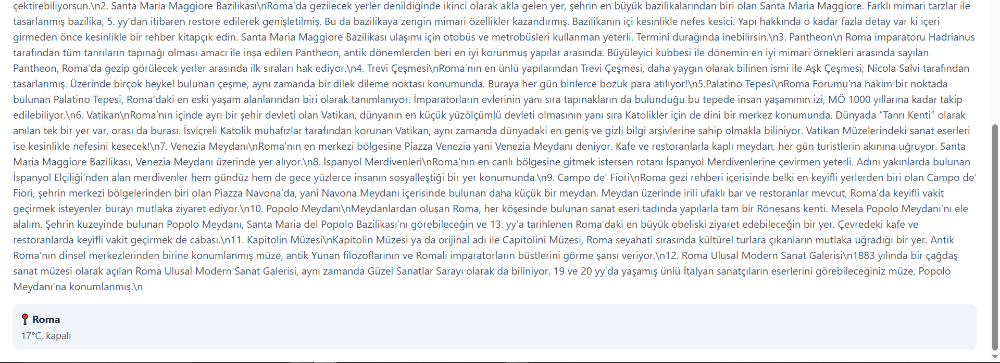 çektirebiliyorsun.\n2. Santa Maria Maggiore Bazilikası\nRoma’da gezilecek yerler denildiğinde ikinci olarak akla gelen yer, şehrin en büyük bazilikalarından biri olan Santa Maria Maggiore. Farklı mimari tarzlar ile
tasarlanmış bazilika, 5. yy’dan itibaren restore edilerek genişletilmiş. Bu da bazilikaya zengin mimari özellikler kazandırmış. Bazilikanın içi kesinlikle nefes kesici. Yapı hakkında o kadar fazla detay var ki içeri
girmeden önce kesinlikle bir rehber kitapçık edin. Santa Maria Maggiore Bazilikası ulaşımı için otobüs ve metrobüsleri kullanman yeterli. Termini durağında inebilirsin.\n3. Pantheon\n Roma imparatoru Hadrianus
tarafından tüm tanrıların tapınağı olması amacı ile inşa edilen Pantheon, antik dönemlerden beri en iyi korunmuş yapılar arasında. Büyüleyici kubbesi ile dönemin en iyi mimari örnekleri arasında sayılan
Pantheon, Roma’da gezip görülecek yerler arasında ilk sıraları hak ediyor.\n4. Trevi Çeşmesi\nRoma’nın en ünlü yapılarından Trevi Çeşmesi, daha yaygın olarak bilinen ismi ile Aşk Çeşmesi, Nicola Salvi tarafından
tasarlanmış. Üzerinde birçok heykel bulunan çeşme, aynı zamanda bir dilek dileme noktası konumunda. Buraya her gün binlerce bozuk para atılıyor!\n5.Palatino Tepesi\nRoma Forumu’na hakim bir noktada
bulunan Palatino Tepesi, Roma’daki en eski yaşam alanlarından biri olarak tanımlanıyor. İmparatorların evlerinin yanı sıra tapınakların da bulunduğu bu tepede insan yaşamının izi, MÖ 1000 yıllarına kadar takip
edilebiliyor.\n6. Vatikan\nRoma’nın içinde ayrı bir şehir devleti olan Vatikan, dünyanın en küçük yüzölçümlü devleti olmasının yanı sıra Katolikler için de dini bir merkez konumunda. Dünyada “Tanrı Kenti” olarak
anılan tek bir yer var, orası da burası. İsviçreli Katolik muhafızlar tarafından korunan Vatikan, aynı zamanda dünyadaki en geniş ve gizli bilgi arşivlerine sahip olmakla biliniyor. Vatikan Müzelerindeki sanat eserleri
ise kesinlikle nefesini kesecek!\n7. Venezia Meydanı\nRoma’nın en merkezi bölgesine Piazza Venezia yani Venezia Meydanı deniyor. Kafe ve restoranlarla kaplı meydan, her gün turistlerin akınına uğruyor. Santa
Maria Maggiore Bazilikası, Venezia Meydanı üzerinde yer alıyor.\n8. İspanyol Merdivenleri\nRoma’nın en canlı bölgesine gitmek istersen rotanı İspanyol Merdivenlerine çevirmen yeterli. Adını yakınlarda bulunan
İspanyol Elçiliği’nden alan merdivenler hem gündüz hem de gece yüzlerce insanın sosyalleştiği bir yer konumunda.\n9. Campo de’ Fiori\nRoma gezi rehberi içerisinde belki en keyifli yerlerden biri olan Campo de’
Fiori, şehrin merkezi bölgelerinden biri olan Piazza Navona’da, yani Navona Meydanı içerisinde bulunan daha küçük bir meydan. Meydan üzerinde irili ufaklı bar ve restoranlar mevcut, Roma’da keyifli vakit
geçirmek isteyenler burayı mutlaka ziyaret ediyor.\n10. Popolo Meydanı\nMeydanlardan oluşan Roma, her köşesinde bulunan sanat eseri tadında yapılarla tam bir Rönesans kenti. Mesela Popolo Meydanı’nı ele
alalım. Şehrin kuzeyinde bulunan Popolo Meydanı, Santa Maria del Popolo Bazilikası’nı görebileceğin ve 13. yy’a tarihlenen Roma’daki en büyük obeliski ziyaret edebileceğin bir yer. Çevredeki kafe ve
restoranlarda keyifli vakit geçirmek de cabası.\n11. Kapitolin Müzesi\nKapitolin Müzesi ya da orijinal adı ile Capitolini Müzesi, Roma seyahati sırasında kültürel turlara çıkanların mutlaka uğradığı bir yer. Antik
Roma’nın dinsel merkezlerinden birine konumlanmış müze, antik Yunan filozoflarının ve Romalı imparatorların büstlerini görme şansı veriyor.\n12. Roma Ulusal Modern Sanat Galerisi\n1883 yılında bir çağdaş
sanat müzesi olarak açılan Roma Ulusal Modern Sanat Galerisi, aynı zamanda Güzel Sanatlar Sarayı olarak da biliniyor. 19 ve 20 yy’da yaşamış ünlü İtalyan sanatçıların eserlerini görebileceğiniz müze, Popolo
Meydanı’na konumlanmış.\n
Roma
17°C, kapalı